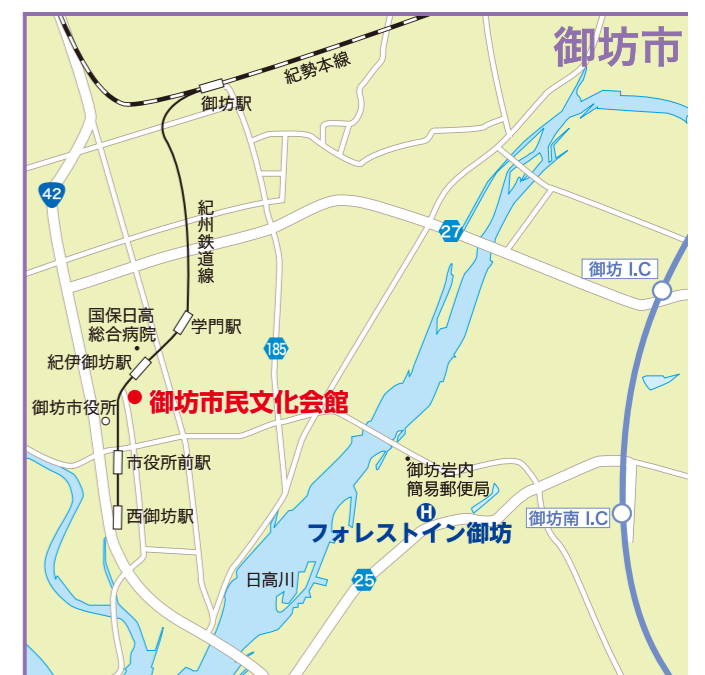 御坊市
紀勢本線
御坊駅
42
紀州鉄道線
27
御坊 I.C
国保日高
総合病院
学門駅
185
紀伊御坊駅
御坊市民文化会館
御坊市役所
市役所前駅
御坊岩内
簡易郵便局
H
西御坊駅
フォレストイン御坊
御坊南 I.C
日高川
25